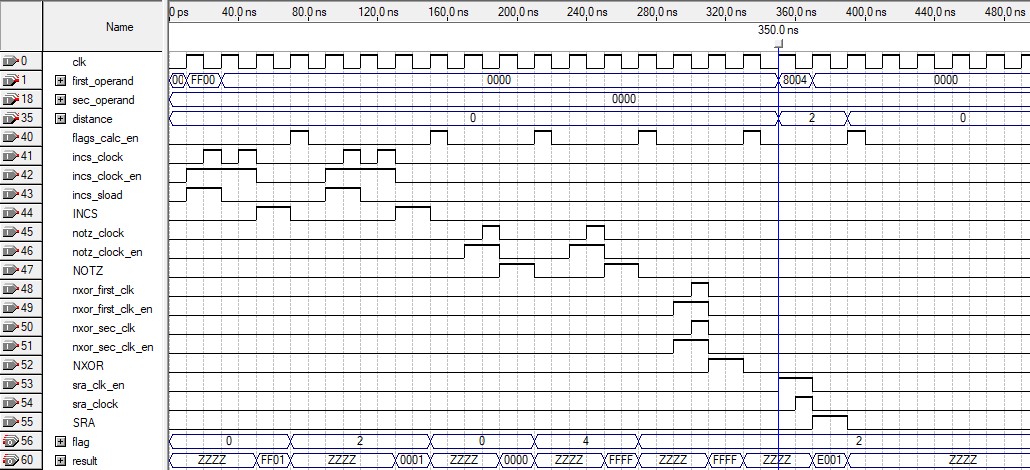 Name 0 ps 40.0 ns 80.0 ns 120.0 ns 160.0 ns 200.0 ns 240.0 ns 280.0 ns 320.0 ns 360.0 ns 400.0 ns 440.0 ns 480.0 ns
350.0 ns
0 clk
1 first_operand 00 FF00 0000 8004 0000
18 sec_operand 0000
35 distance 0 2 0
40 flags_calc_en
41 incs_clock
42 incs_clock_en
43 incs_sload
44 INCS
45 notz_clock
46 notz_clock_en
47 NOTZ
48 nxor_first_clk
49 nxor_first_clk_en
50 nxor_sec_clk
51 nxor_sec_clk_en
52 NXOR
53 sra_clk_en
54 sra_clock
55 SRA
56 flag 0 2 0 4 2
60 result ZZZZ FF01 ZZZZ 0001 ZZZZ 0000 ZZZZ FFFF ZZZZ FFFF ZZZZ E001 ZZZZ